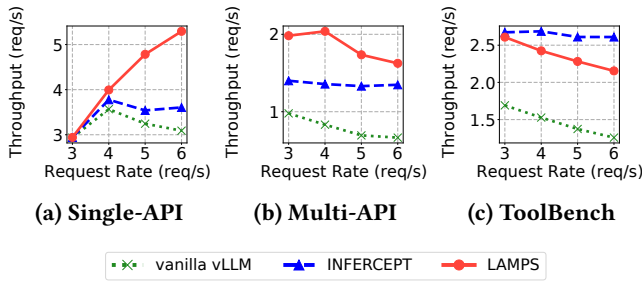 Throughput (req/s)
5
4
3
3 4 5 6
Request Rate (req/s)
(a) Single-API
Throughput (req/s)
2
1
3 4 5 6
Request Rate (req/s)
(b) Multi-API
Throughput (req/s)
2.5
2.0
1.5
3 4 5 6
Request Rate (req/s)
(c) ToolBench
vanilla vLLM INFERCEPT LAMPS